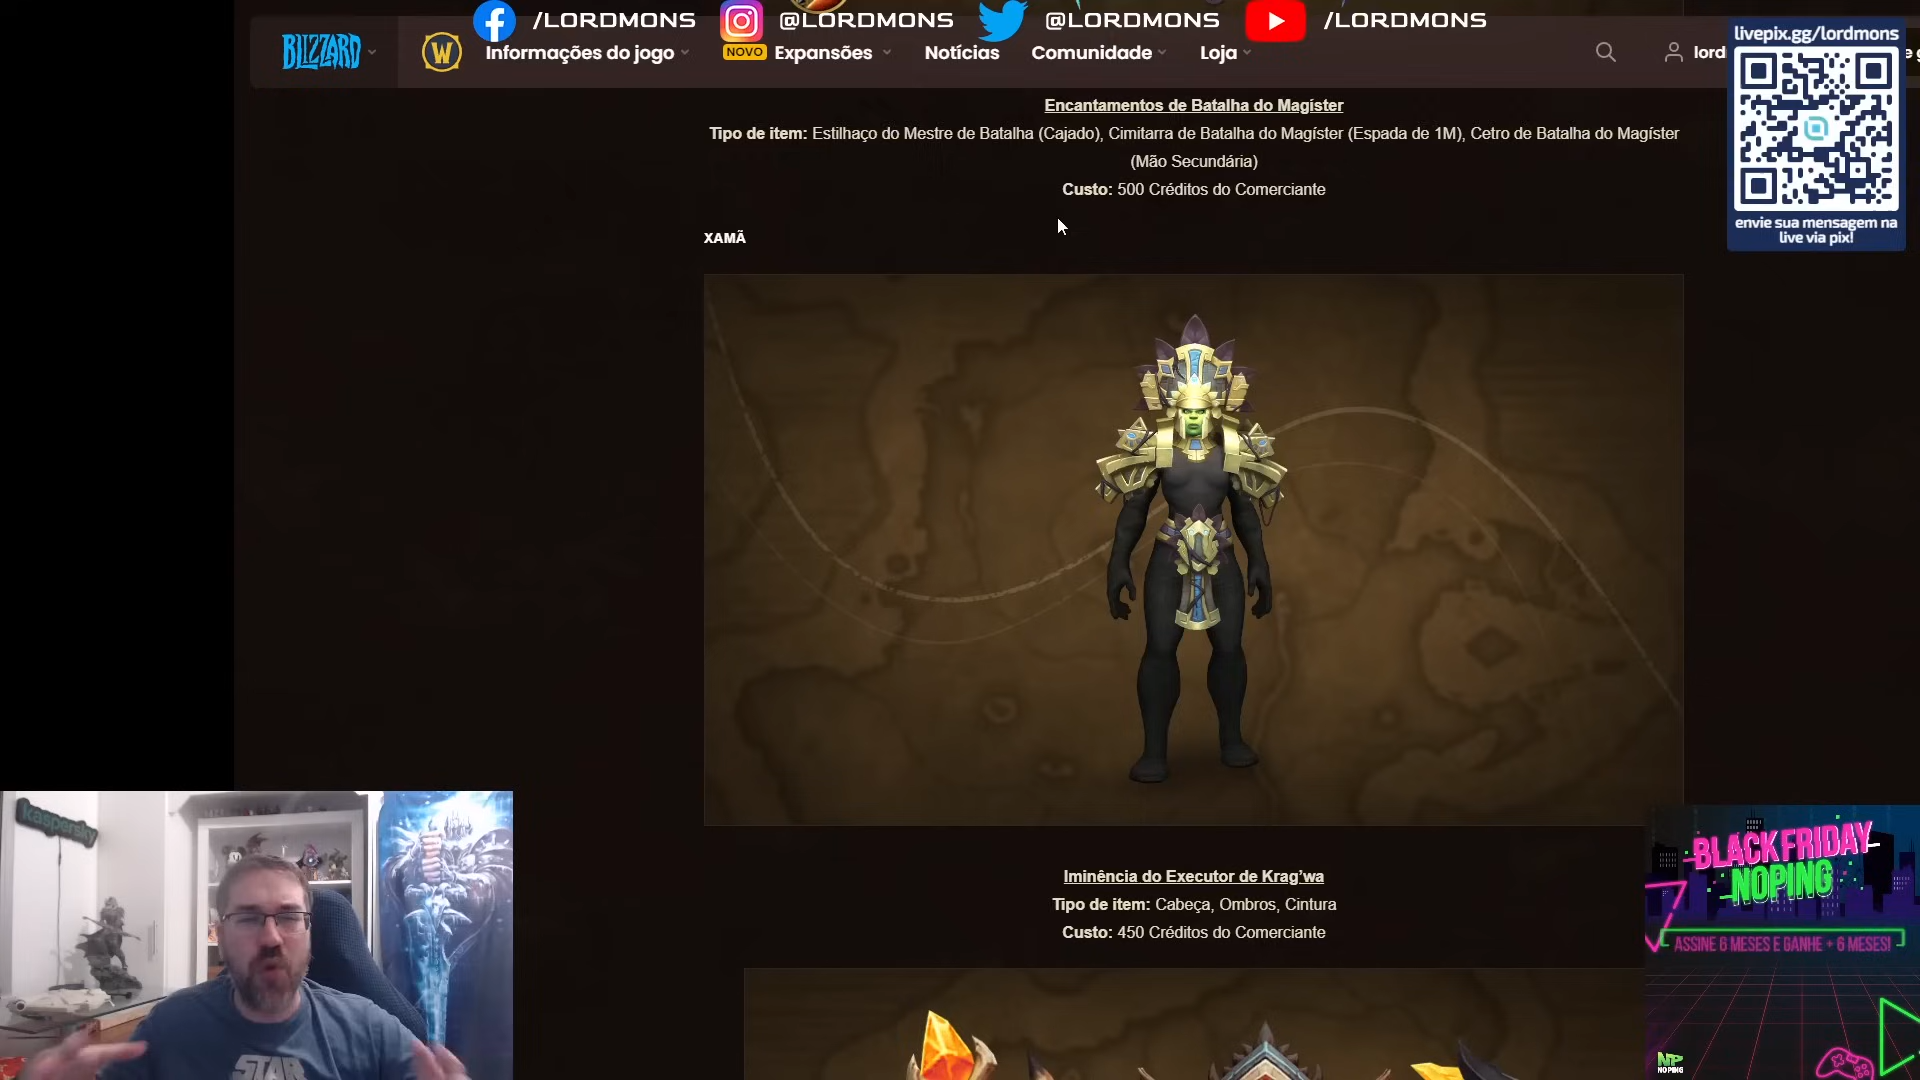 /LORDMONS
@LORDMONS
@LORDMONS
/LORDMONS
BLIZZARD
W
Informações do jogo
NOVO
Expansões
Notícias
Comunidade
Loja
livepix.gg/lordmons
envie sua mensagem na
live via pix!
Encantamentos de Batalha do Magíster
Tipo de item: Estilhaço do Mestre de Batalha (Cajado), Cimitarra de Batalha do Magíster (Espada de 1M), Cetro de Batalha do Magíster
(Mão Secundária)
Custo: 500 Créditos do Comerciante
XAMÃ
Iminência do Executor de Krag'wa
Tipo de item: Cabeça, Ombros, Cintura
Custo: 450 Créditos do Comerciante
kaspersky
STAR
BLACK FRIDAY
NOPING
ASSINE 6 MESES E GANHE + 6 MESES!
NP
NOPING